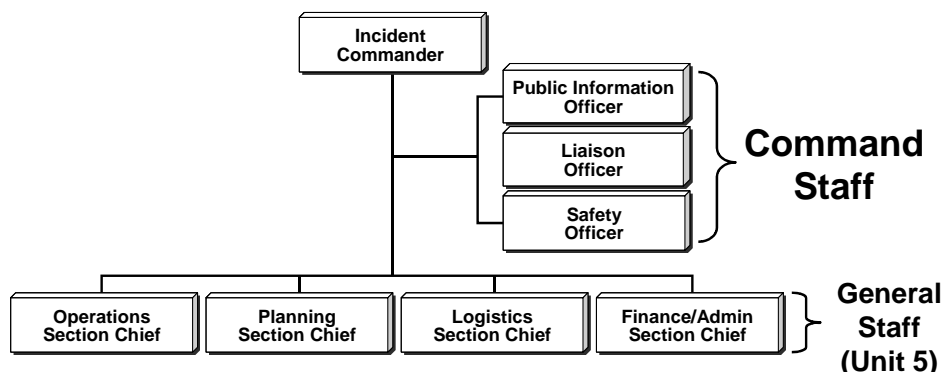 Incident
Commander
Public Information
Officer
Liaison
Officer
Safety
Officer
Command
Staff
Operations
Section Chief
Planning
Section Chief
Logistics
Section Chief
Finance/Admin
Section Chief
General
Staff
(Unit 5)